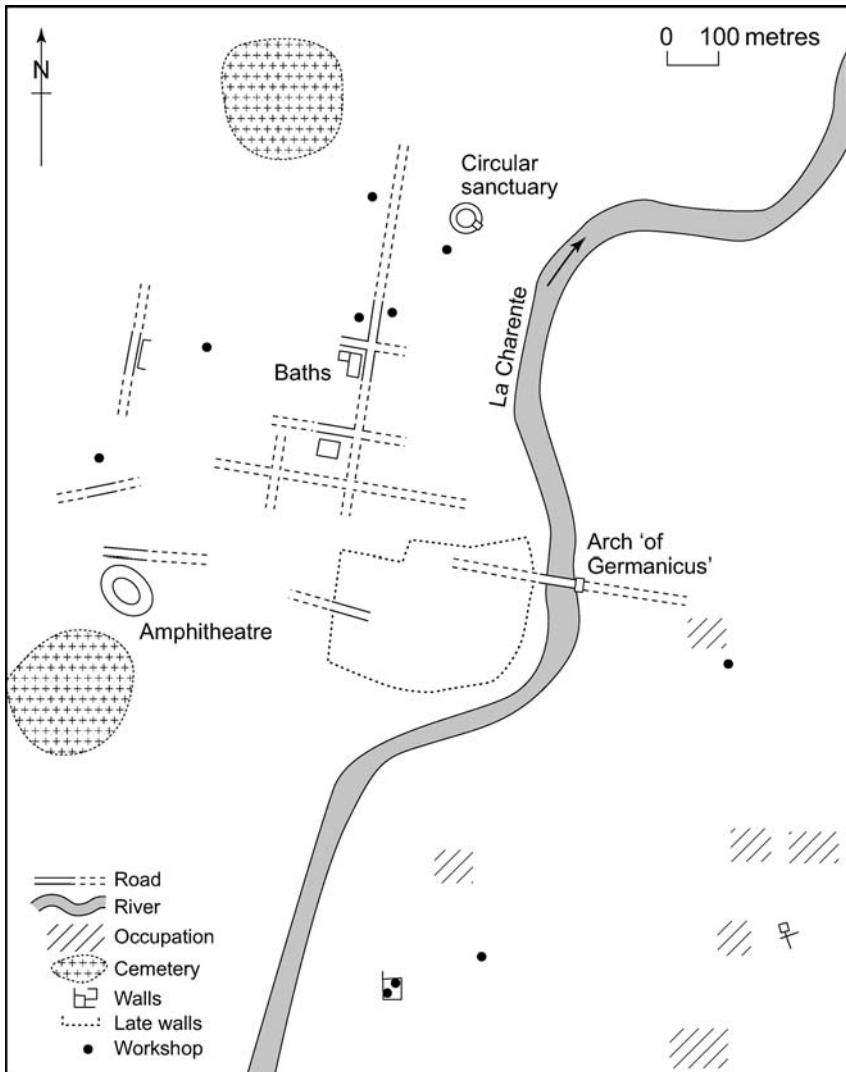 N
0 100 metres
Circular
sanctuary
La Charente
Baths
Arch 'of
Germanicus'
Amphitheatre
Road
River
Occupation
Cemetery
Walls
Late walls
Workshop